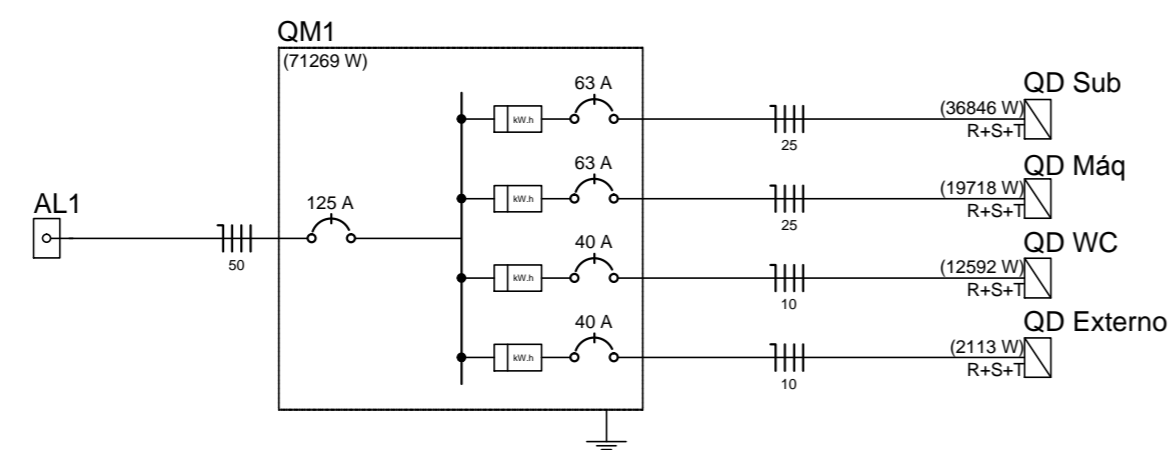 QM1
(71269 W)
63 A
QD Sub
(36846 W)
kW.h
R+S+T
25
63 A
QD Máq
(19718 W)
kW.h
R+S+T
25
AL1
125 A
50
40 A
QD WC
(12592 W)
kW.h
R+S+T
10
40 A
QD Externo
(2113 W)
kW.h
R+S+T
10